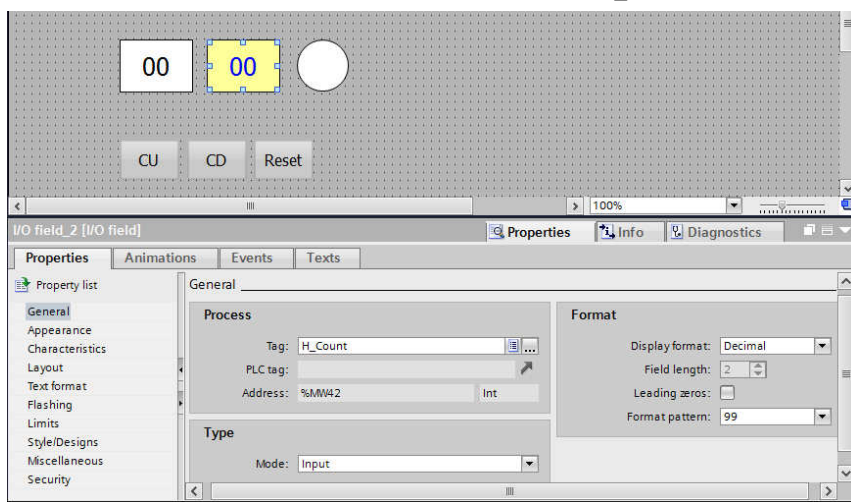 00 00
CU CD Reset
100%
I/O field_2 [I/O field] Properties Info Diagnostics
Properties Animations Events Texts
Property list General
General
Appearance
Characteristics
Layout
Text format
Flashing
Limits
Style/Designs
Miscellaneous
Security
Process
Tag: H_Count
PLC tag:
Address: %MW42 Int
Type
Mode: Input
Format
Display format: Decimal
Field length: 2
Leading zeros:
Format pattern: 99